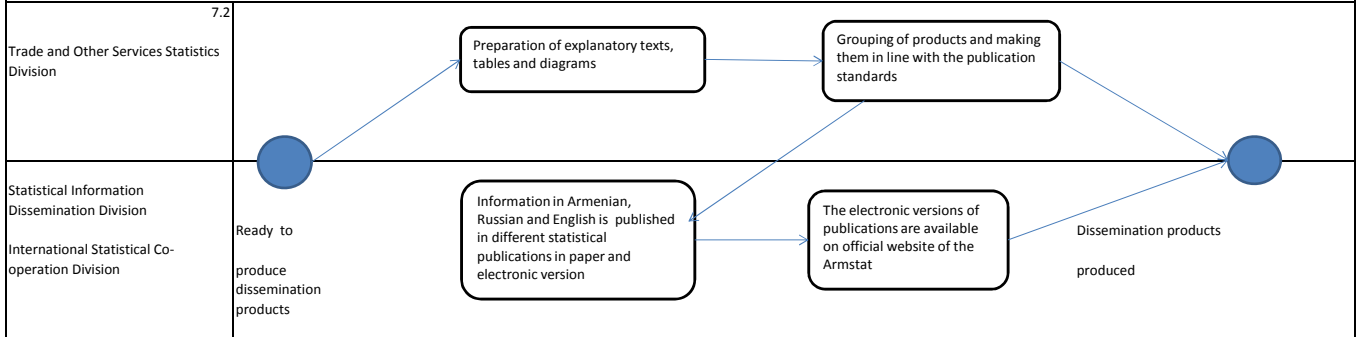 7.2
Trade and Other Services Statistics
Division
Preparation of explanatory texts,
tables and diagrams
Grouping of products and making
them in line with the publication
standards
Statistical Information
Dissemination Division
International Statistical Co-
operation Division
Ready to
produce
dissemination
products
Information in Armenian,
Russian and English is published
in different statistical
publications in paper and
electronic version
The electronic versions of
publications are available
on official website of the
Armstat
Dissemination products
produced